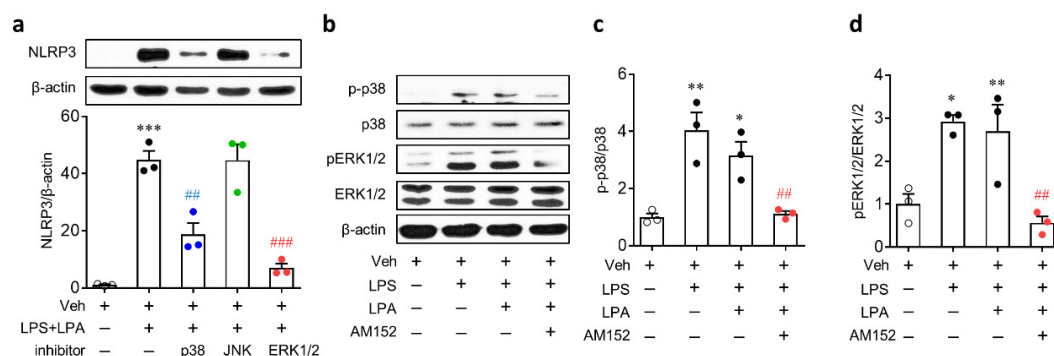 a
NLRP3
β-actin
NLRP3/β-actin
60
40
20
0
***
##
###
Veh + + + + +
LPS+LPA – + + + +
inhibitor – – p38 JNK ERK1/2
b
p-p38
p38
pERK1/2
ERK1/2
β-actin
Veh + + + +
LPS – + + +
LPA – – + +
AM152 – – – +
c
p-p38/p38
6
4
2
0
**
*
##
Veh + + + +
LPS – + + +
LPA – – + +
AM152 – – – +
d
pERK1/2/ERK1/2
4
3
2
1
0
*
**
##
Veh + + + +
LPS – + + +
LPA – – + +
AM152 – – – +